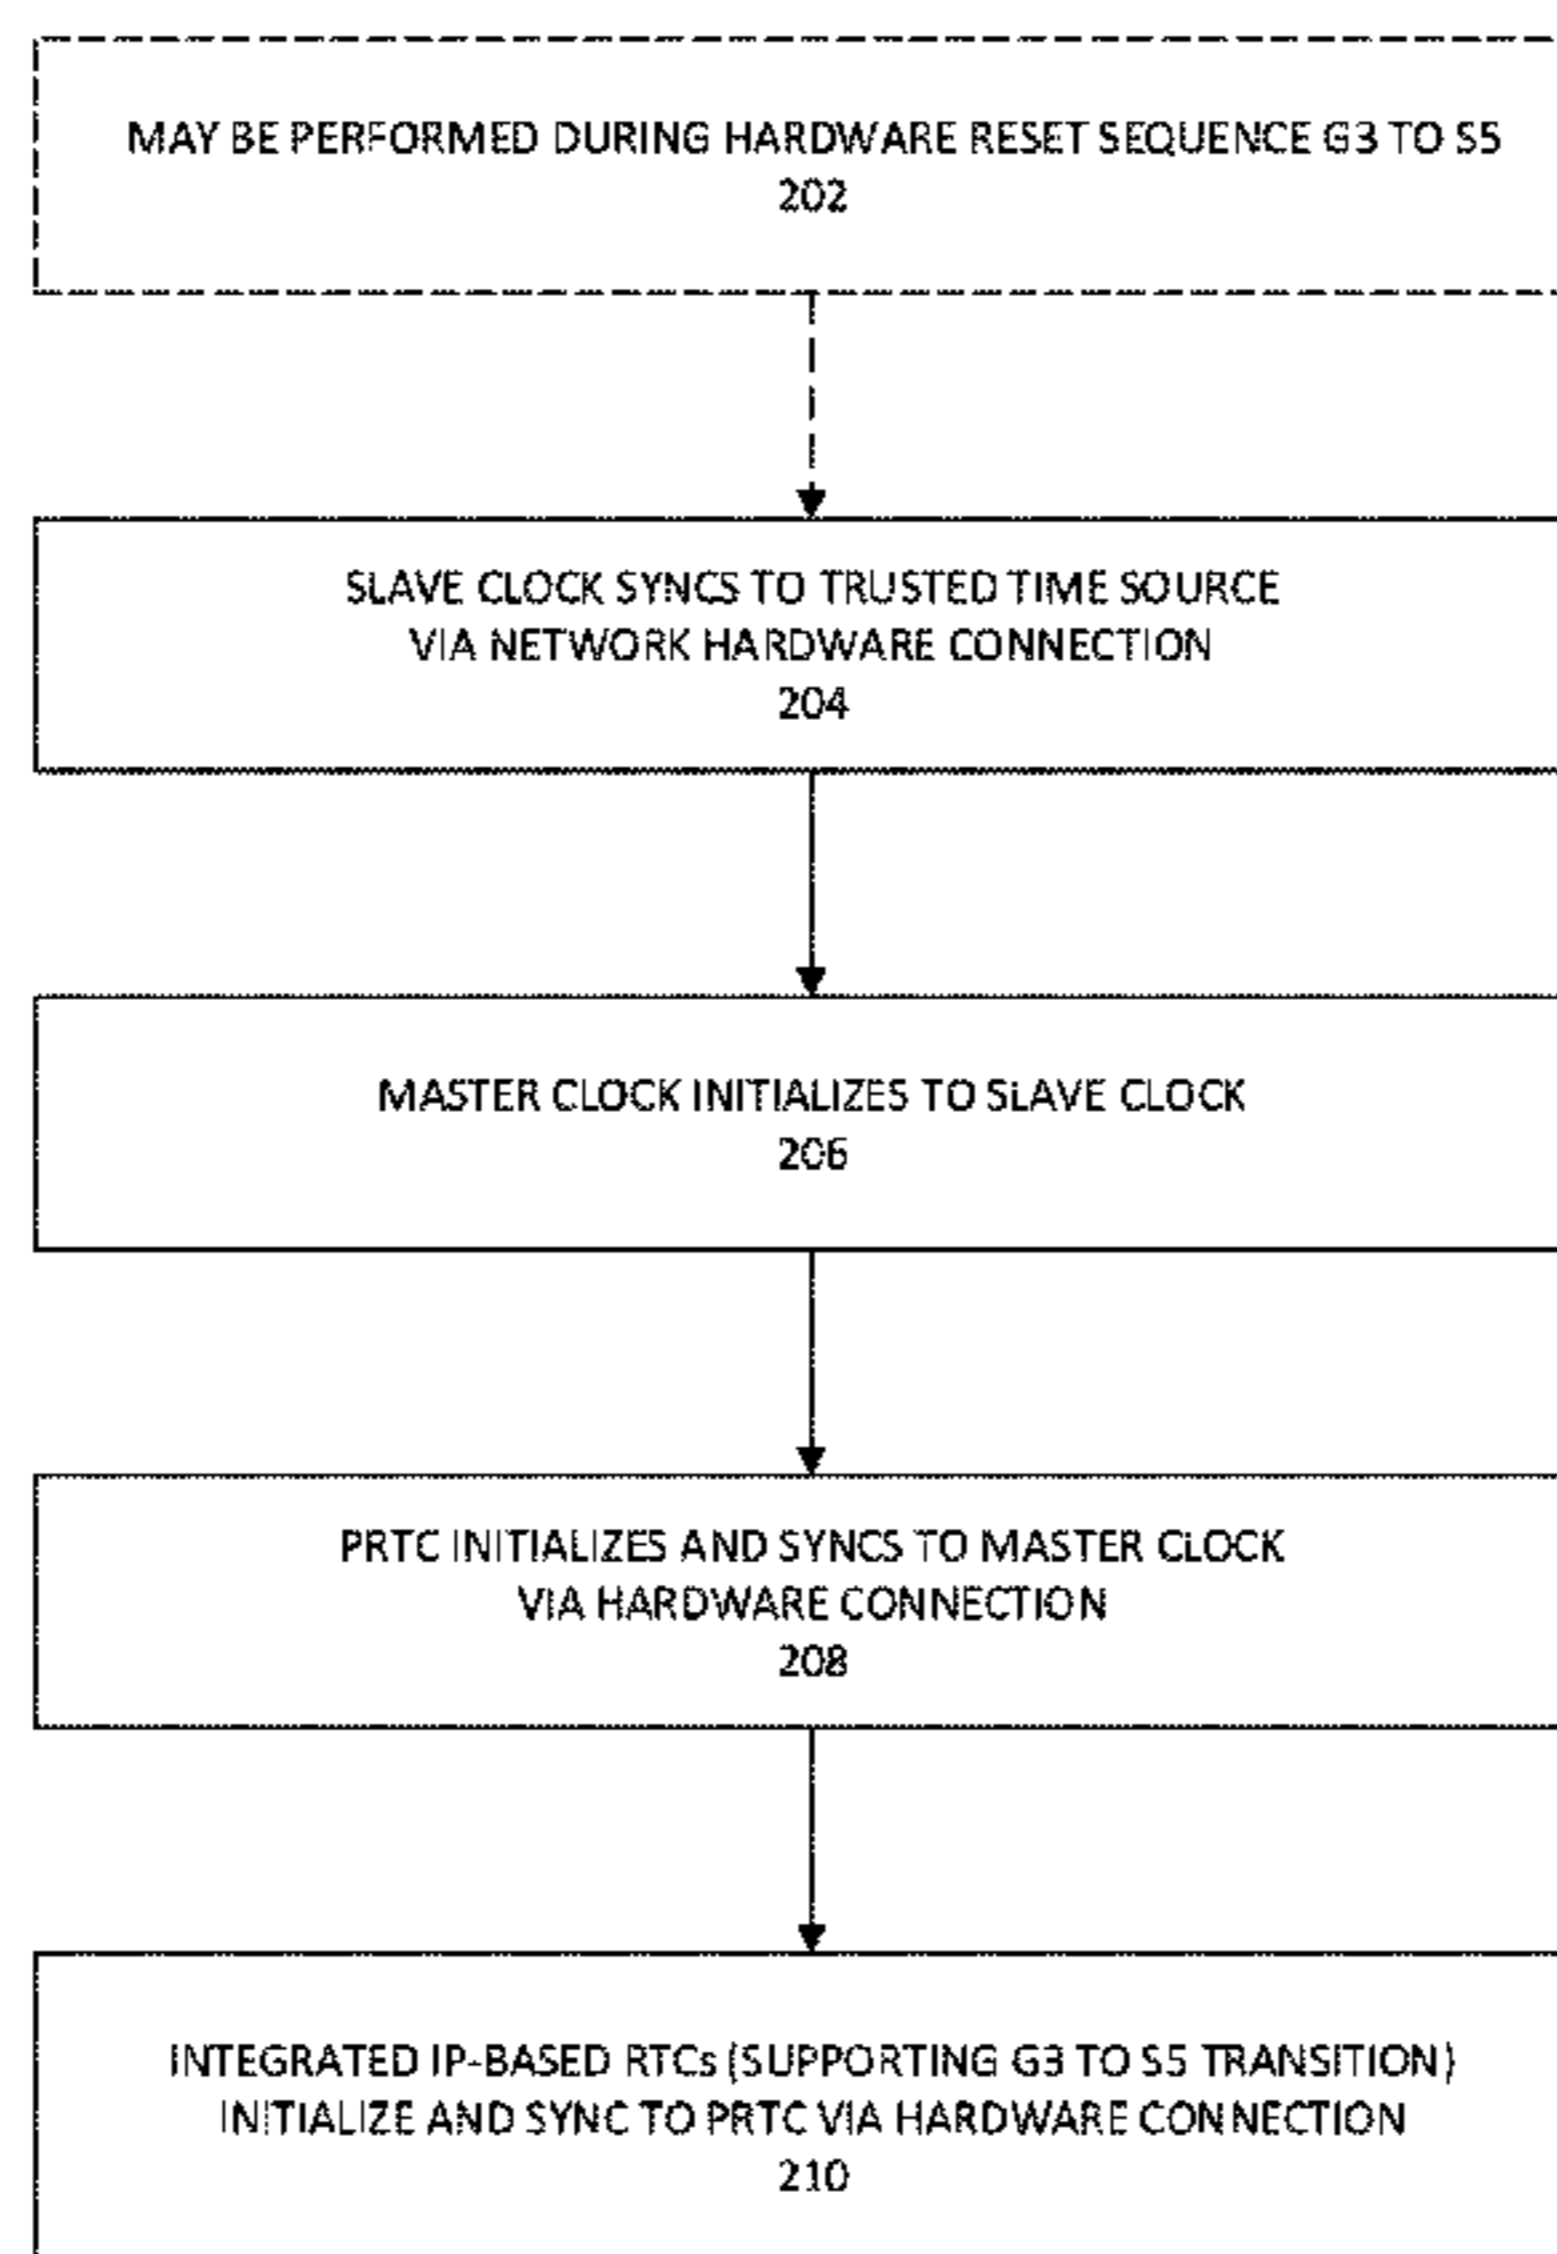 MAY BE PERFORMED DURING HARDWARE RESET SEQUENCE G3 TO S5
202
SLAVE CLOCK SYNCS TO TRUSTED TIME SOURCE
VIA NETWORK HARDWARE CONNECTION
204
MASTER CLOCK INITIALIZES TO SLAVE CLOCK
206
PRTC INITIALIZES AND SYNCS TO MASTER CLOCK
VIA HARDWARE CONNECTION
208
INTEGRATED IP-BASED RTCs (SUPPORTING G3 TO S5 TRANSITION)
INITIALIZE AND SYNC TO PRTC VIA HARDWARE CONNECTION
210